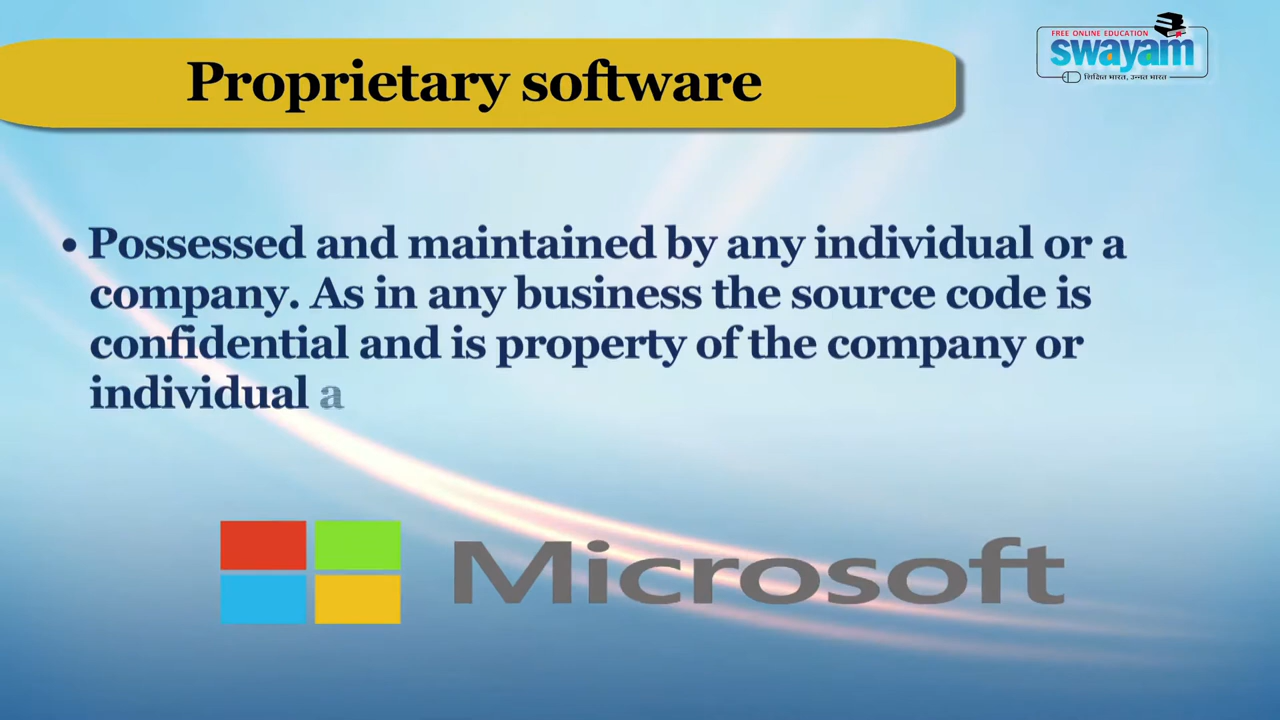 Proprietary software
FREE ONLINE EDUCATION
swayam
शिक्षित भारत, उन्नत भारत
• Possessed and maintained by any individual or a
company. As in any business the source code is
confidential and is property of the company or
individual a
Microsoft